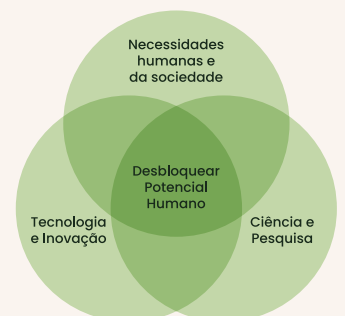 Necessidades
humanas e
da sociedade
Desbloquear
Potencial
Humano
Tecnologia
e Inovação
Ciência e
Pesquisa